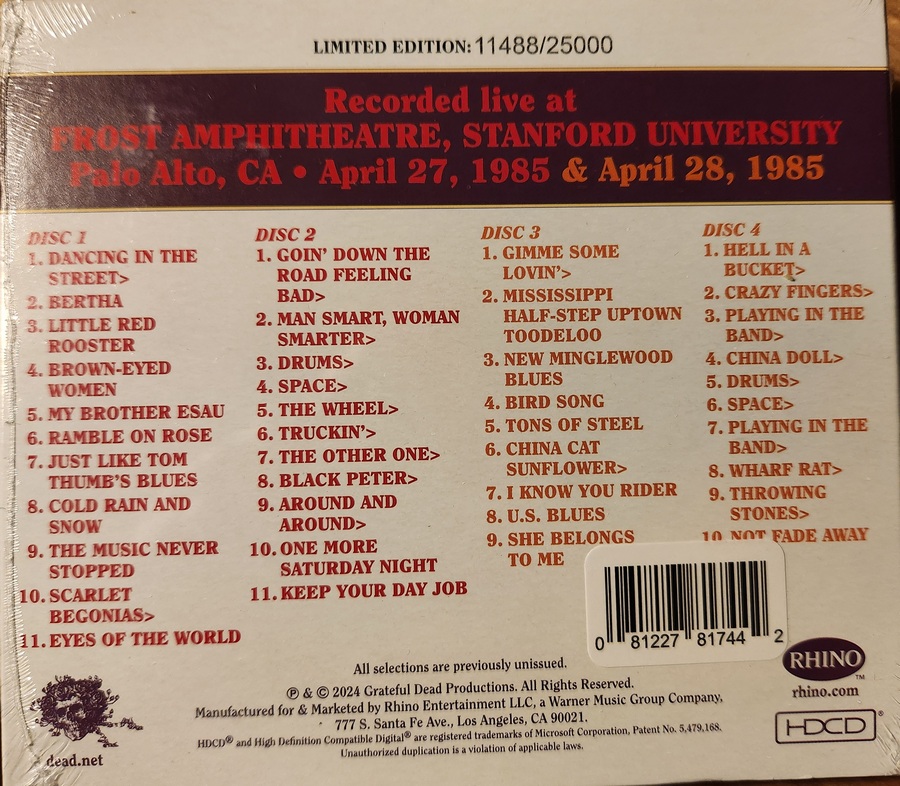 LIMITED EDITION: 11488/25000
Recorded live at
FROST AMPHITHEATRE, STANFORD UNIVERSITY
Palo Alto, CA • April 27, 1985 & April 28, 1985
DISC 1
1. DANCING IN THE
STREET>
2. BERTHA
3. LITTLE RED
ROOSTER
4. BROWN-EYED
WOMEN
5. MY BROTHER ESAU
6. RAMBLE ON ROSE
7. JUST LIKE TOM
THUMB'S BLUES
8. COLD RAIN AND
SNOW
9. THE MUSIC NEVER
STOPPED
10. SCARLET
BEGONIAS>
11. EYES OF THE WORLD
DISC 2
1. GOIN' DOWN THE
ROAD FEELING
BAD>
2. MAN SMART, WOMAN
SMARTER>
3. DRUMS>
4. SPACE>
5. THE WHEEL>
6. TRUCKIN'>
7. THE OTHER ONE>
8. BLACK PETER>
9. AROUND AND
AROUND>
10. ONE MORE
SATURDAY NIGHT
11. KEEP YOUR DAY JOB
DISC 3
1. GIMME SOME
LOVIN'>
2. MISSISSIPPI
HALF-STEP UPTOWN
TOODELOO
3. NEW MINGLEWOOD
BLUES
4. BIRD SONG
5. TONS OF STEEL
6. CHINA CAT
SUNFLOWER>
7. I KNOW YOU RIDER
8. U.S. BLUES
9. SHE BELONGS
TO ME
DISC 4
1. HELL IN A
BUCKET>
2. CRAZY FINGERS>
3. PLAYING IN THE
BAND>
4. CHINA DOLL>
5. DRUMS>
6. SPACE>
7. PLAYING IN THE
BAND>
8. WHARF RAT>
9. THROWING
STONES>
10. NOT FADE AWAY
0 81227 81744 2
All selections are previously unissued.
℗ & © 2024 Grateful Dead Productions. All Rights Reserved.
Manufactured for & Marketed by Rhino Entertainment LLC, a Warner Music Group Company,
777 S. Santa Fe Ave., Los Angeles, CA 90021.
HDCD® and High Definition Compatible Digital® are registered trademarks of Microsoft Corporation, Patent No. 5,479,168.
Unauthorized duplication is a violation of applicable laws.
dead.net
RHINO™
rhino.com
HDCD®